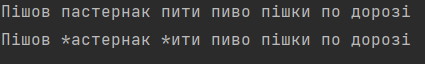 Пішов пастернак пити пиво пішки по дорозі
Пішов *астернак *ити пиво пішки по дорозі